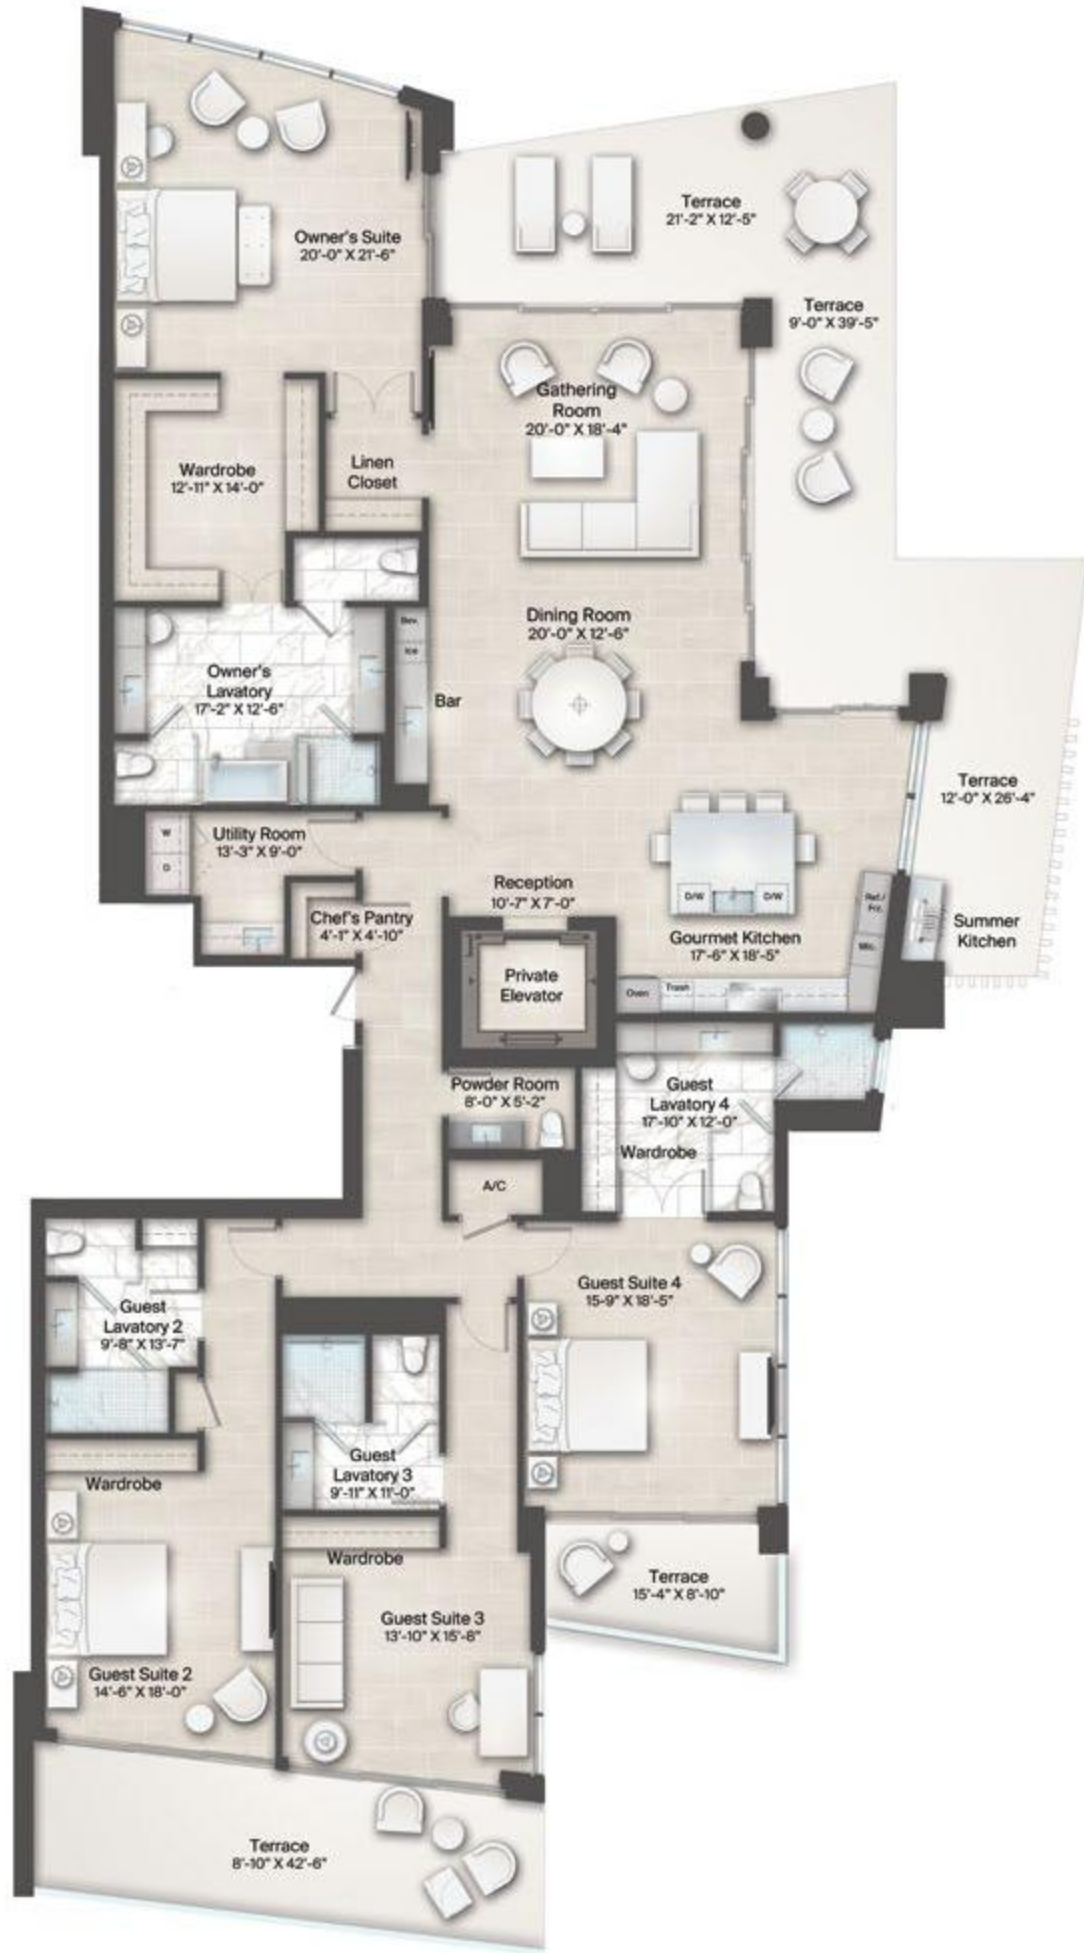 Owner's Suite
20'-0" X 21'-6"
Terrace
21'-2" X 12'-5"
Terrace
9'-0" X 39'-5"
Gathering
Room
20'-0" X 18'-4"
Wardrobe
12'-11" X 14'-0"
Linen
Closet
Dining Room
20'-0" X 12'-6"
Bev.
Ice
Bar
Owner's
Lavatory
17'-2" X 12'-6"
Terrace
12'-0" X 26'-4"
W
D
Utility Room
13'-3" X 9'-0"
Chef's Pantry
4'-1" X 4'-10"
Reception
10'-7" X 7'-0"
D/W
D/W
Ref./
Frz.
Mic.
Gourmet Kitchen
17'-6" X 18'-5"
Summer
Kitchen
Private
Elevator
Oven
Trash
Powder Room
8'-0" X 5'-2"
Guest
Lavatory 4
17'-10" X 12'-0"
Wardrobe
A/C
Guest
Lavatory 2
9'-8" X 13'-7"
Guest Suite 4
15-9" X 18'-5"
Guest
Lavatory 3
9'-11" X 11'-0"
Wardrobe
Wardrobe
Terrace
15'-4" X 8'-10"
Guest Suite 3
13'-10" X 15'-8"
Guest Suite 2
14'-6" X 18'-0"
Terrace
8'-10" X 42'-6"